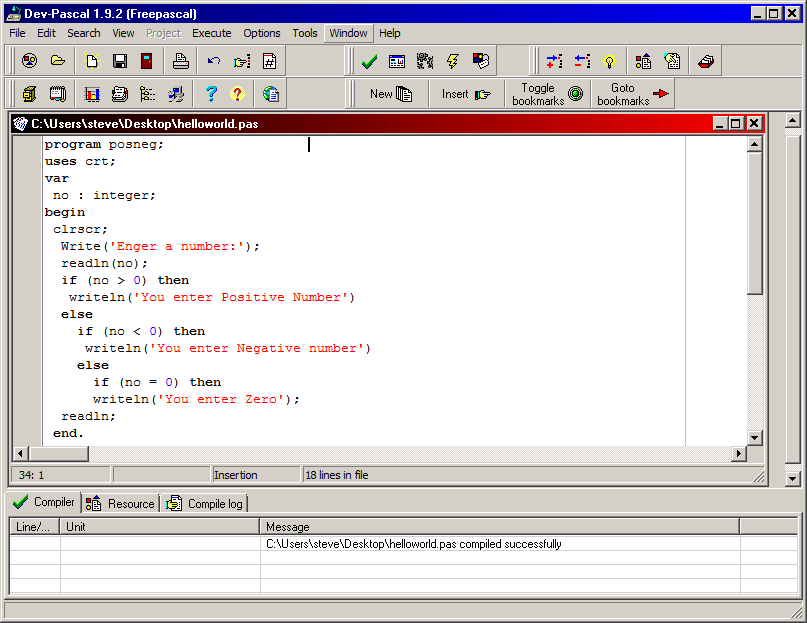 Dev-Pascal 1.9.2 (Freepascal)
File Edit Search View Project Execute Options Tools Window Help
New Insert Toggle bookmarks Goto bookmarks
C:\Users\steve\Desktop\helloworld.pas
program posneg;
uses crt;
var
no : integer;
begin
clrscr;
Write('Enger a number:');
readln(no);
if (no > 0) then
writeln('You enter Positive Number')
else
if (no < 0) then
writeln('You enter Negative number')
else
if (no = 0) then
writeln('You enter Zero');
readln;
end.
34: 1 Insertion 18 lines in file
Compiler Resource Compile log
Line/... Unit Message
C:\Users\steve\Desktop\helloworld.pas compiled successfully